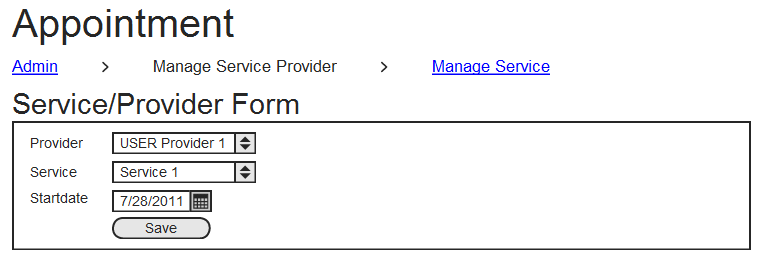 Appointment
Admin > Manage Service Provider > Manage Service
Service/Provider Form
Provider USER Provider 1
Service Service 1
Startdate 7/28/2011
Save